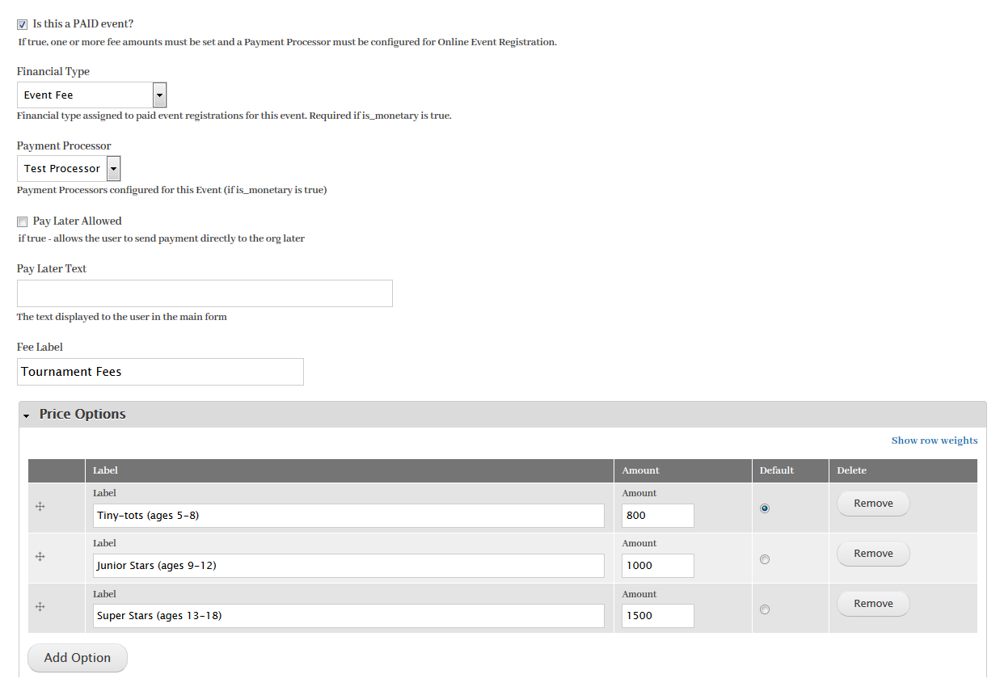 Is this a PAID event?
If true, one or more fee amounts must be set and a Payment Processor must be configured for Online Event Registration.
Financial Type
Event Fee
Financial type assigned to paid event registrations for this event. Required if is_monetary is true.
Payment Processor
Test Processor
Payment Processors configured for this Event (if is_monetary is true)
Pay Later Allowed
if true - allows the user to send payment directly to the org later
Pay Later Text
The text displayed to the user in the main form
Fee Label
Tournament Fees
Price Options
Show row weights
Label Amount Default Delete
Label Amount
Tiny-tots (ages 5-8) 800 Remove
Label Amount
Junior Stars (ages 9-12) 1000 Remove
Label Amount
Super Stars (ages 13-18) 1500 Remove
Add Option